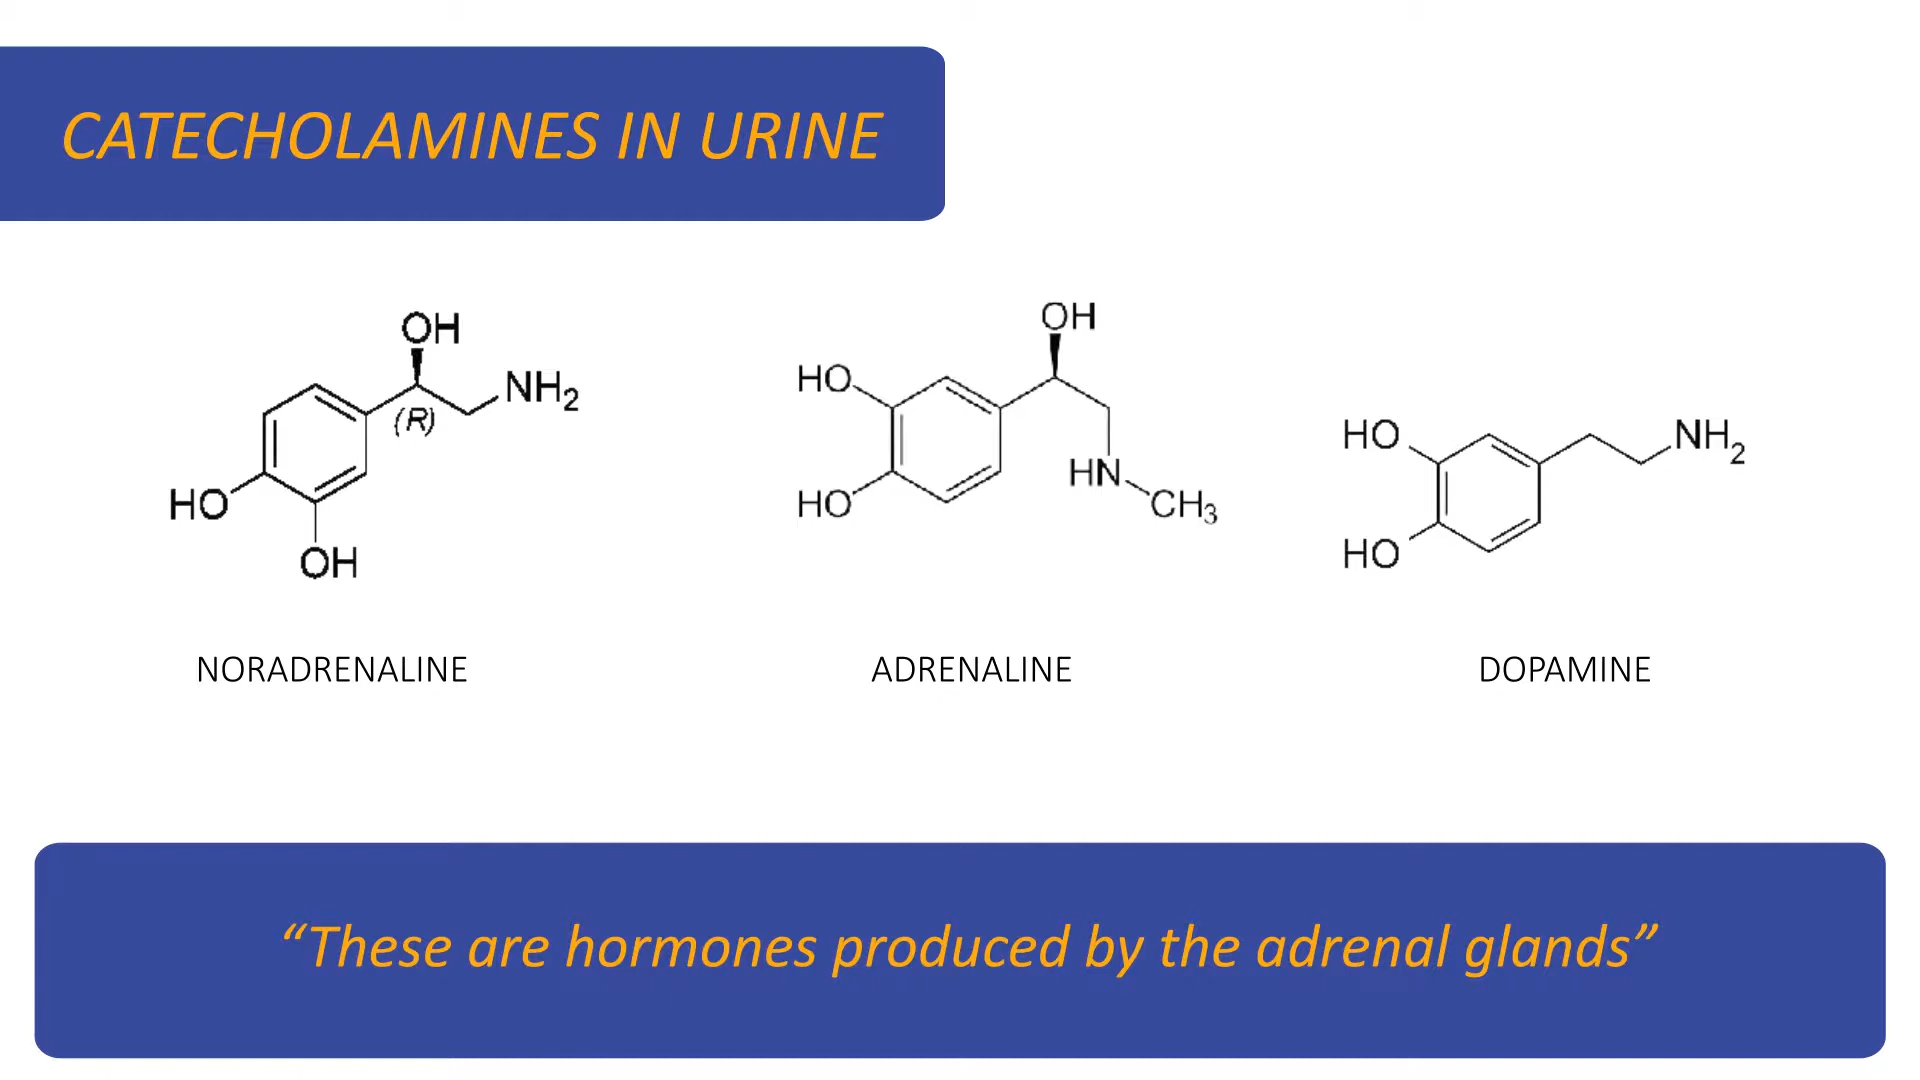 CATECHOLAMINES IN URINE
OH
NH₂
(R)
HO
OH
OH
HO
HO
HN
CH₃
HO
NH₂
HO
NORADRENALINE
ADRENALINE
DOPAMINE
“These are hormones produced by the adrenal glands”